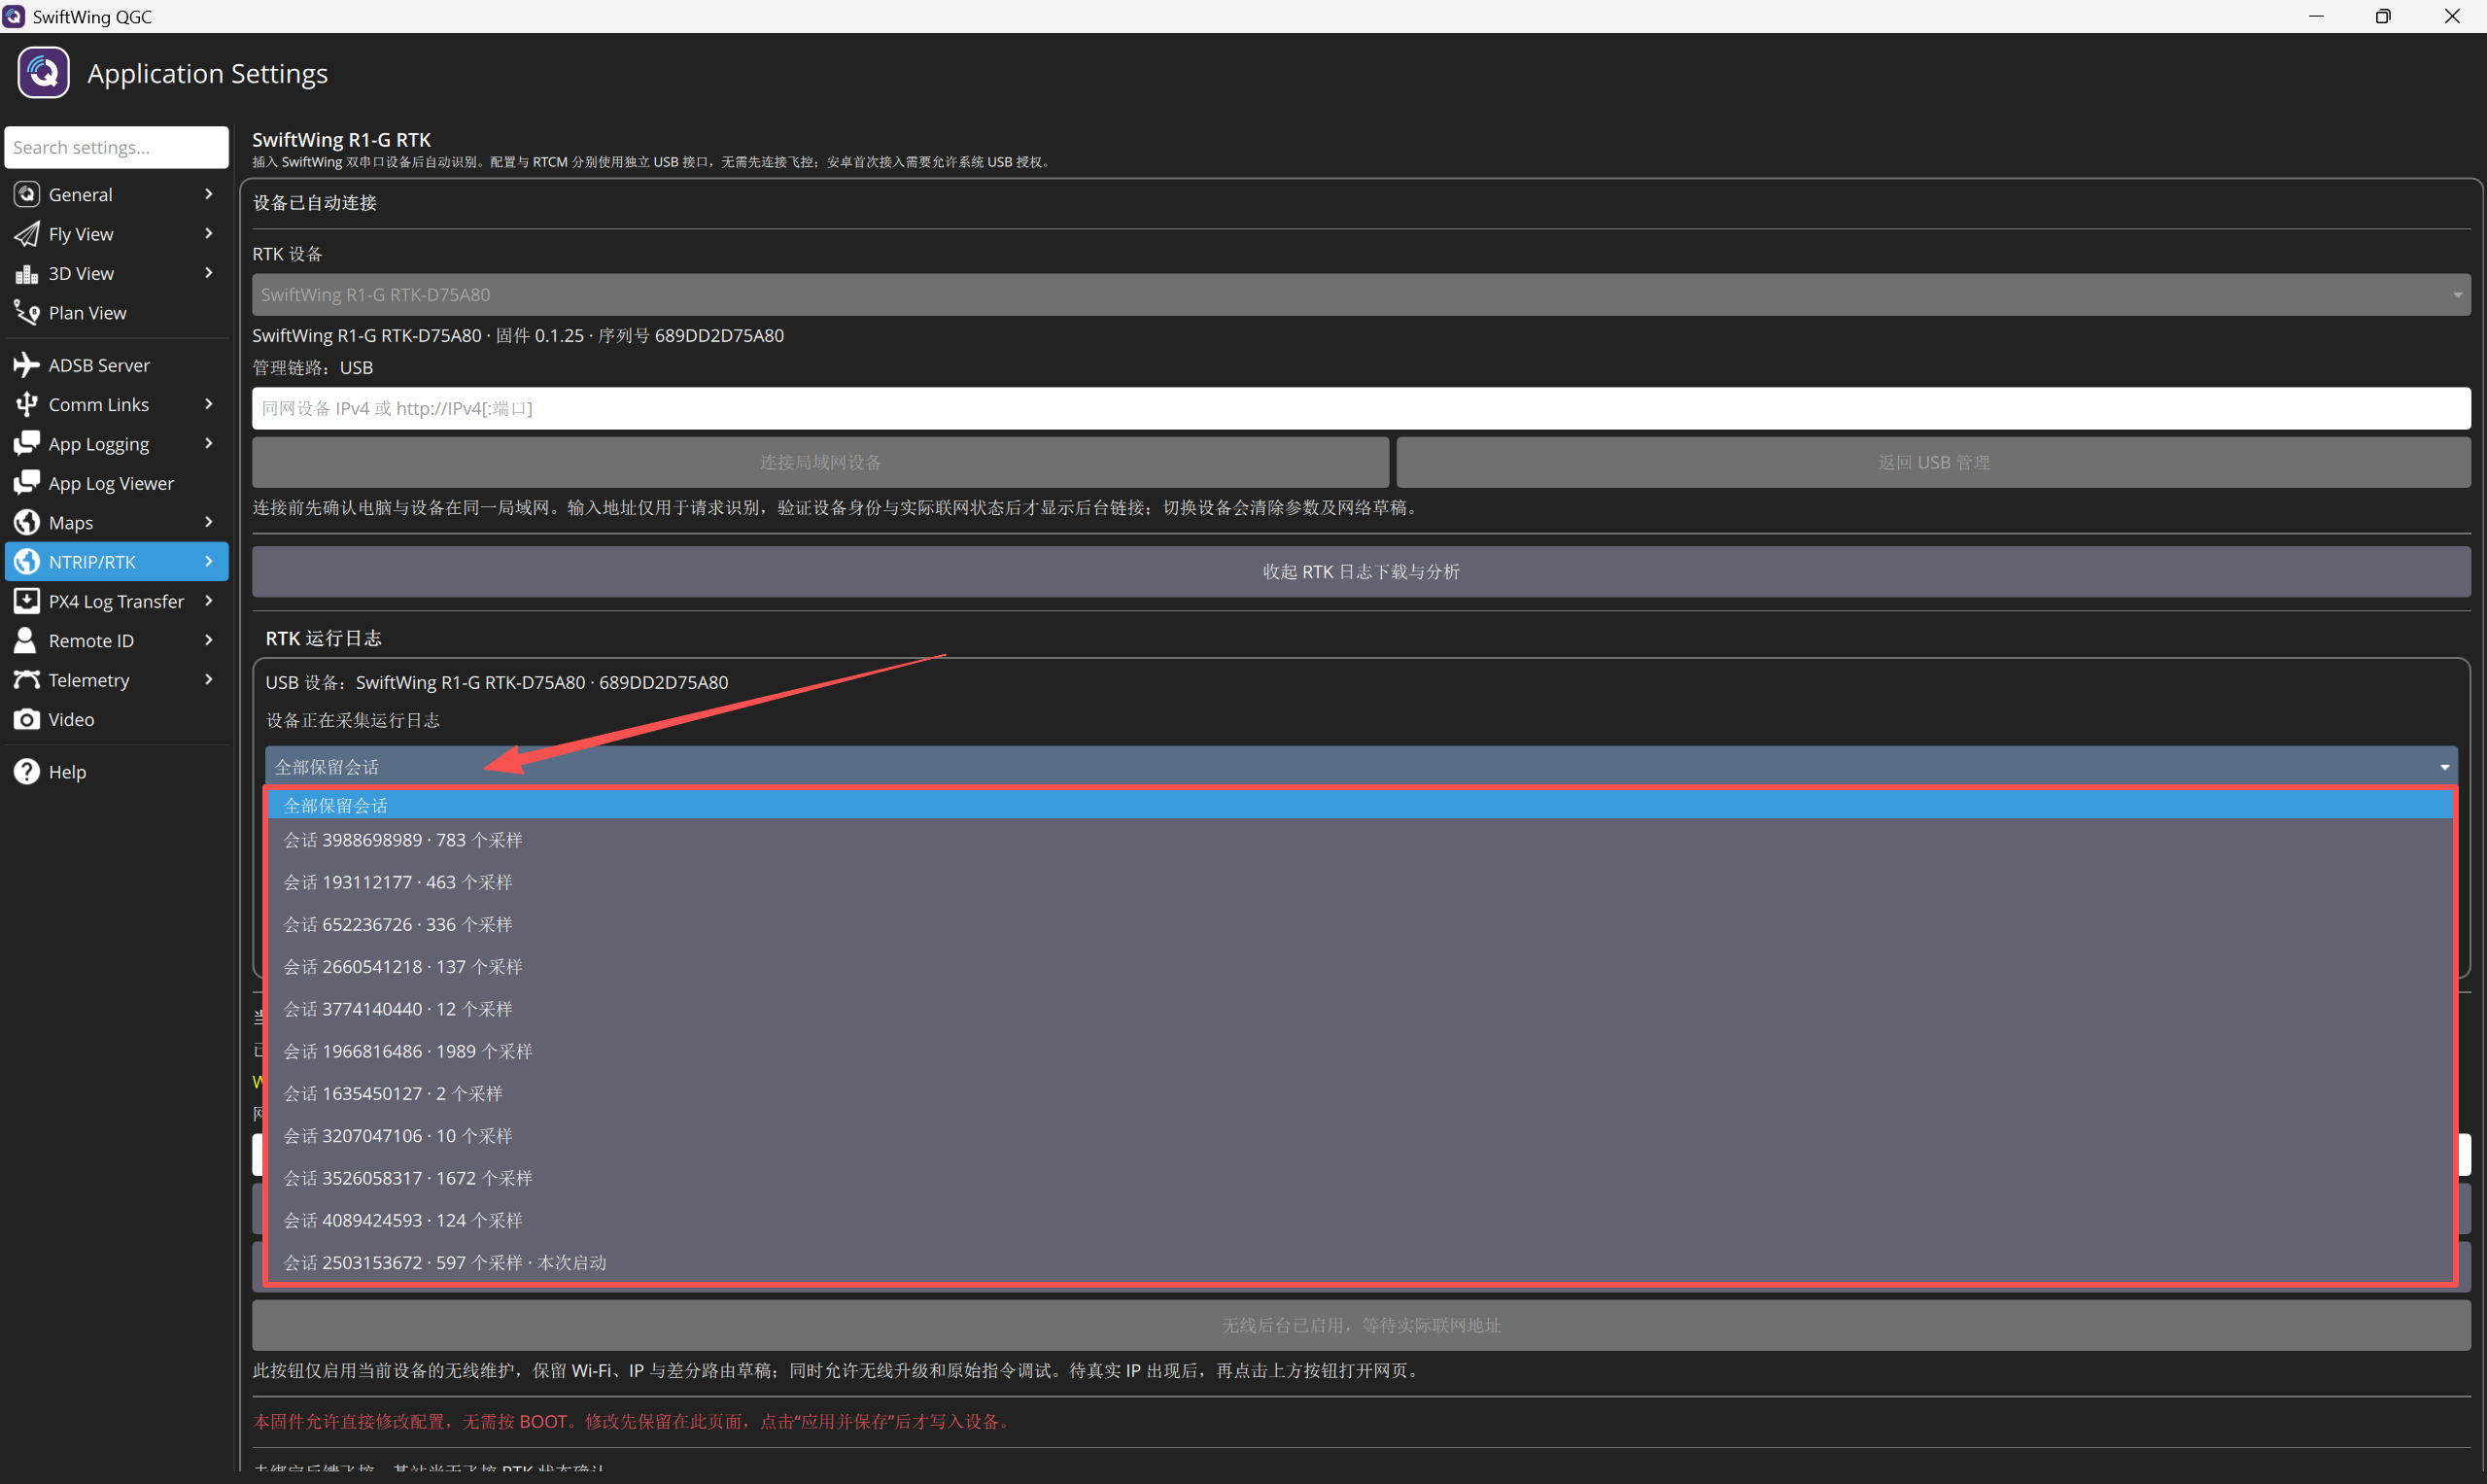 SwiftWing QGC
Application Settings
Search settings...
General
Fly View
3D View
Plan View
ADSB Server
Comm Links
App Logging
App Log Viewer
Maps
NTRIP/RTK
PX4 Log Transfer
Remote ID
Telemetry
Video
Help
SwiftWing R1-G RTK
插入 SwiftWing 双串口设备后自动识别。配置与 RTCM 分别使用独立 USB 接口，无需先连接飞控；安卓首次接入需要允许系统 USB 授权。
设备已自动连接
RTK 设备
SwiftWing R1-G RTK-D75A80
SwiftWing R1-G RTK-D75A80 · 固件 0.1.25 · 序列号 689DD2D75A80
管理链路：USB
同网设备 IPv4 或 http://IPv4[:端口]
连接局域网设备
返回 USB 管理
连接前先确认电脑与设备在同一局域网。输入地址仅用于请求识别，验证设备身份与实际联网状态后才显示后台链接；切换设备会清除参数及网络草稿。
收起 RTK 日志下载与分析
RTK 运行日志
USB 设备：SwiftWing R1-G RTK-D75A80 · 689DD2D75A80
设备正在采集运行日志
全部保留会话
全部保留会话
会话 3988698989 · 783 个采样
会话 193112177 · 463 个采样
会话 652236726 · 336 个采样
会话 2660541218 · 137 个采样
会话 3774140440 · 12 个采样
会话 1966816486 · 1989 个采样
会话 1635450127 · 2 个采样
会话 3207047106 · 10 个采样
会话 3526058317 · 1672 个采样
会话 4089424593 · 124 个采样
会话 2503153672 · 597 个采样 · 本次启动
无线后台已启用，等待实际联网地址
此按钮仅启用当前设备的无线维护，保留 Wi-Fi、IP 与差分路由草稿；同时允许无线升级和原始指令调试。待真实 IP 出现后，再点击上方按钮打开网页。
本固件允许直接修改配置，无需按 BOOT。修改先保留在此页面，点击“应用并保存”后才写入设备。